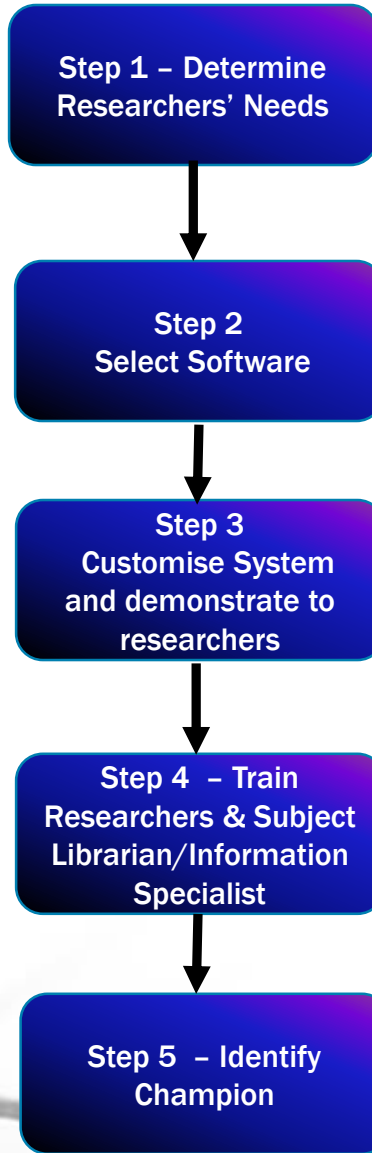 Step 1 – Determine
Researchers’ Needs
Step 2
Select Software
Step 3
Customise System
and demonstrate to
researchers
Step 4 – Train
Researchers & Subject
Librarian/Information
Specialist
Step 5 – Identify
Champion